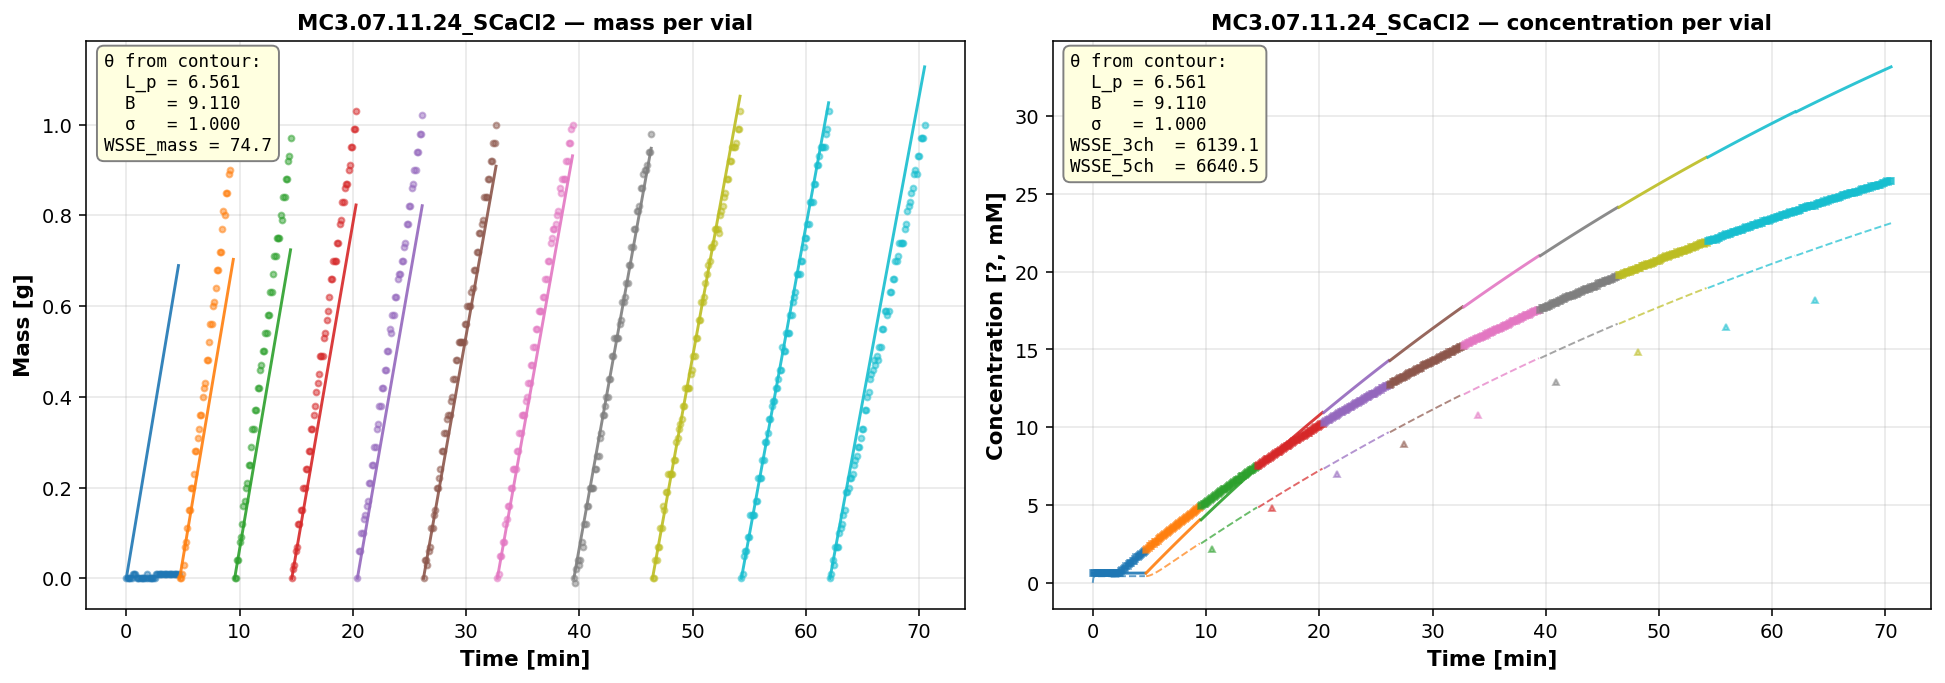 MC3.07.11.24_SCaCl2 — mass per vial
θ from contour:
L_p = 6.561
B = 9.110
σ = 1.000
WSSE_mass = 74.7
Mass [g]
1.0
0.8
0.6
0.4
0.2
0.0
0 10 20 30 40 50 60 70
Time [min]
MC3.07.11.24_SCaCl2 — concentration per vial
θ from contour:
L_p = 6.561
B = 9.110
σ = 1.000
WSSE_3ch = 6139.1
WSSE_5ch = 6640.5
Concentration [?, mM]
30
25
20
15
10
5
0
0 10 20 30 40 50 60 70
Time [min]